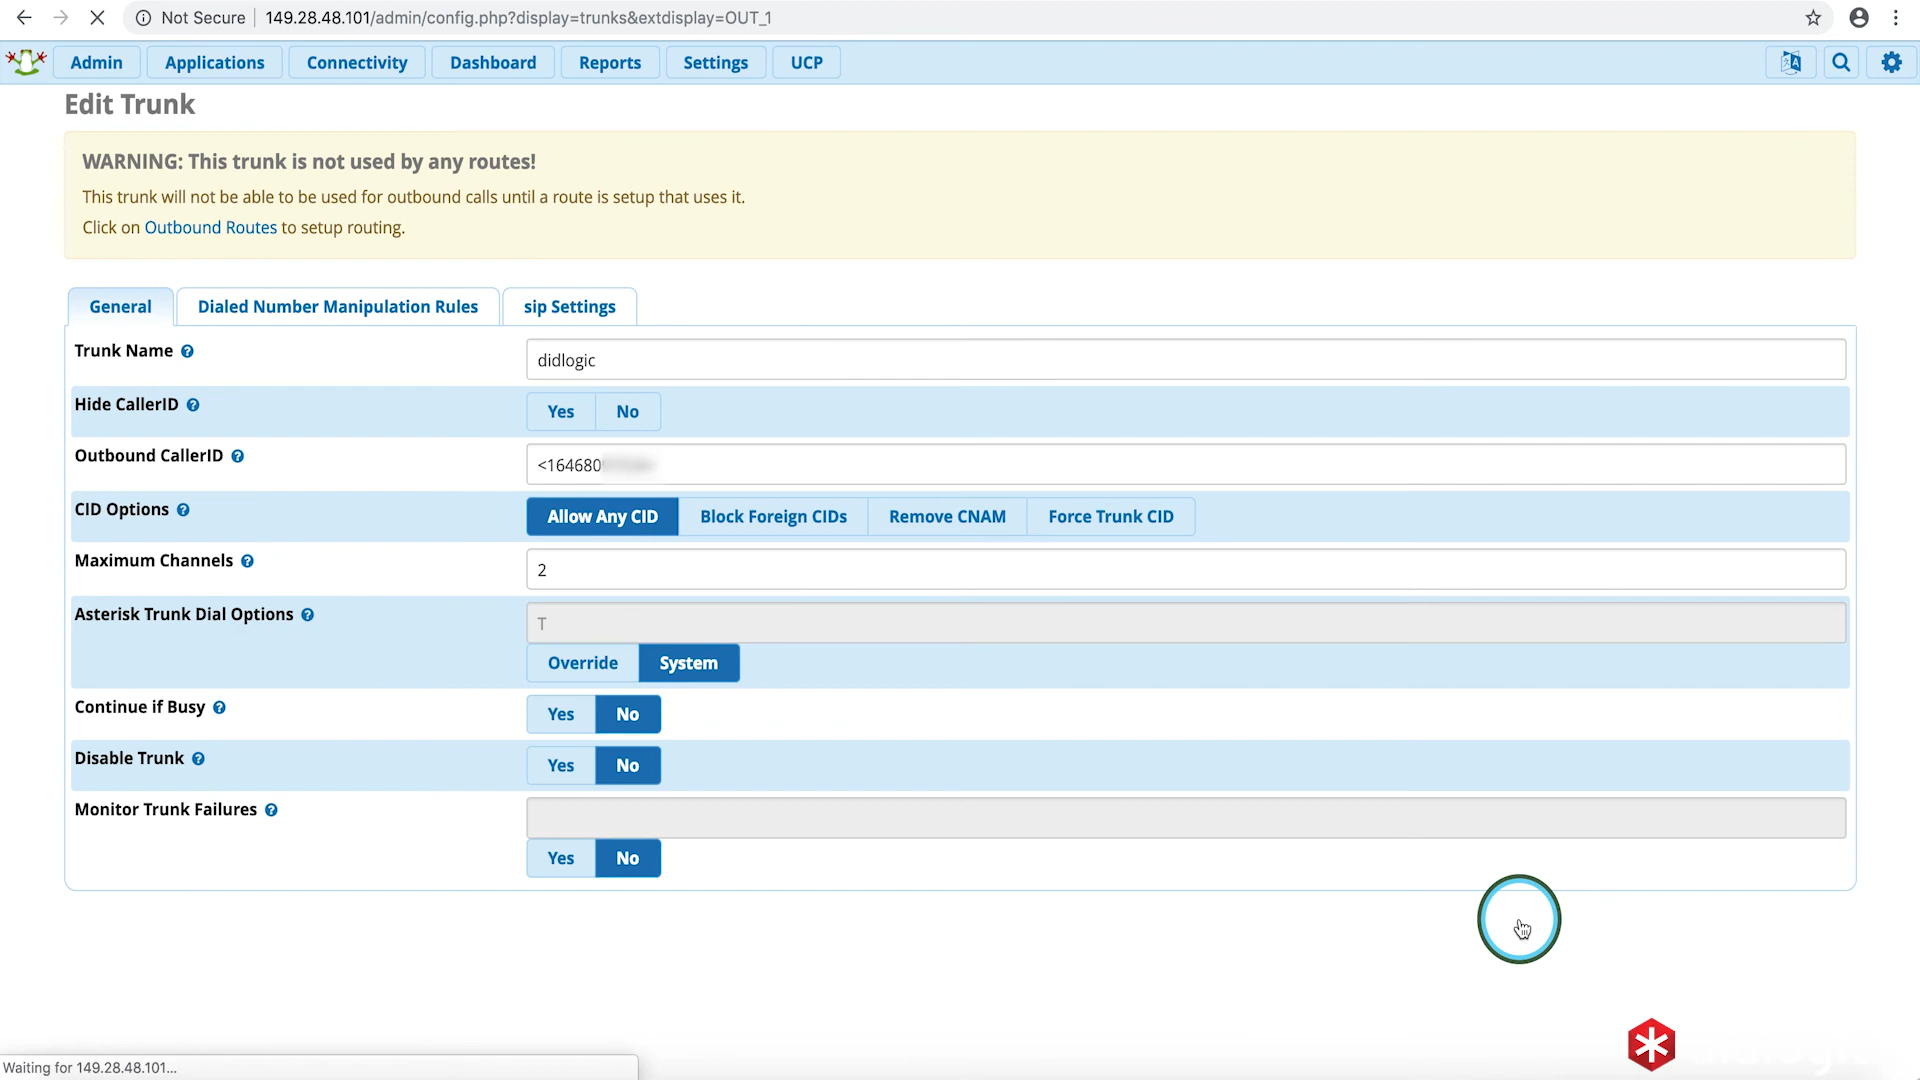 Not Secure
149.28.48.101/admin/config.php?display=trunks&extdisplay=OUT_1
Admin
Applications
Connectivity
Dashboard
Reports
Settings
UCP
Edit Trunk
WARNING: This trunk is not used by any routes!
This trunk will not be able to be used for outbound calls until a route is setup that uses it.
Click on Outbound Routes to setup routing.
General
Dialed Number Manipulation Rules
sip Settings
Trunk Name
didlogic
Hide CallerID
Yes
No
Outbound CallerID
<164680
CID Options
Allow Any CID
Block Foreign CIDs
Remove CNAM
Force Trunk CID
Maximum Channels
2
Asterisk Trunk Dial Options
T
Override
System
Continue if Busy
Yes
No
Disable Trunk
Yes
No
Monitor Trunk Failures
Yes
No
Waiting for 149.28.48.101...